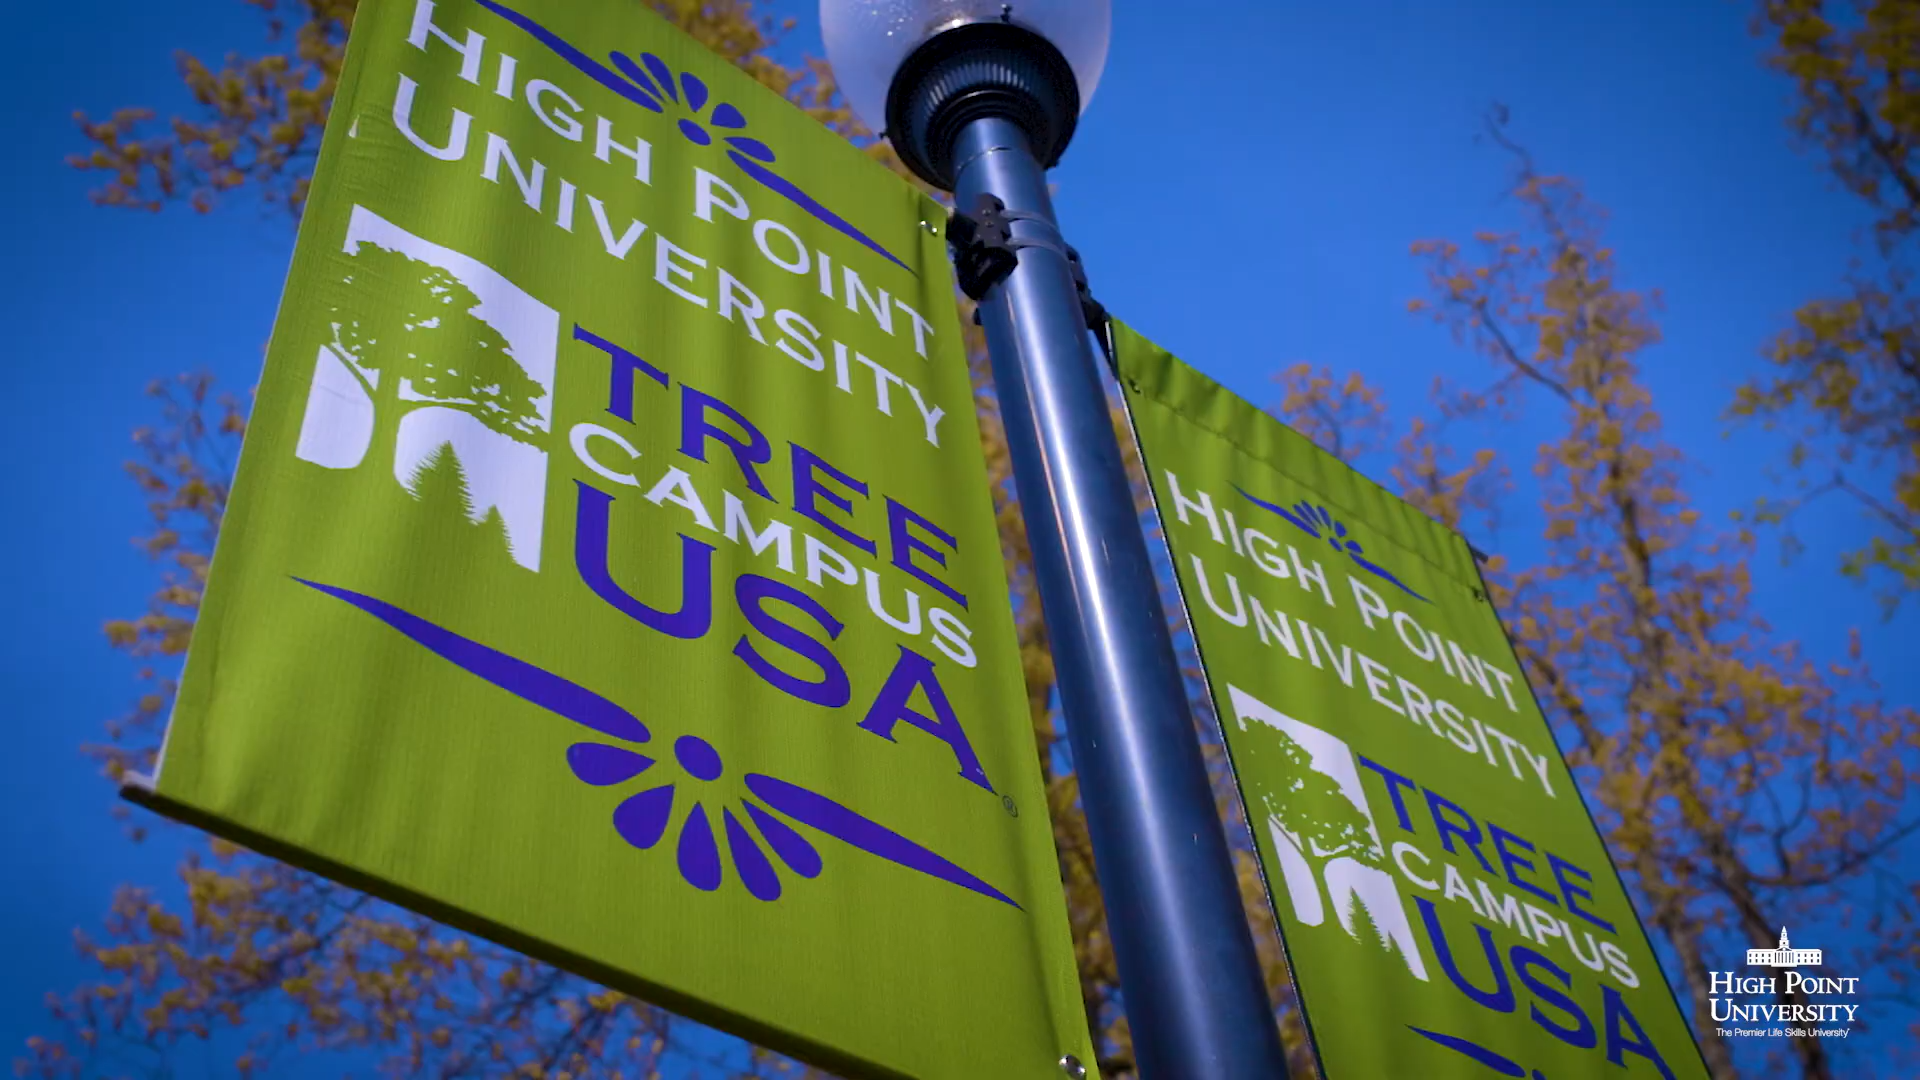 HIGH POINT
UNIVERSITY
TREE
CAMPUS
USA®
HIGH POINT
UNIVERSITY
TREE
CAMPUS
USA
HIGH POINT
UNIVERSITY
The Premier Life Skills University